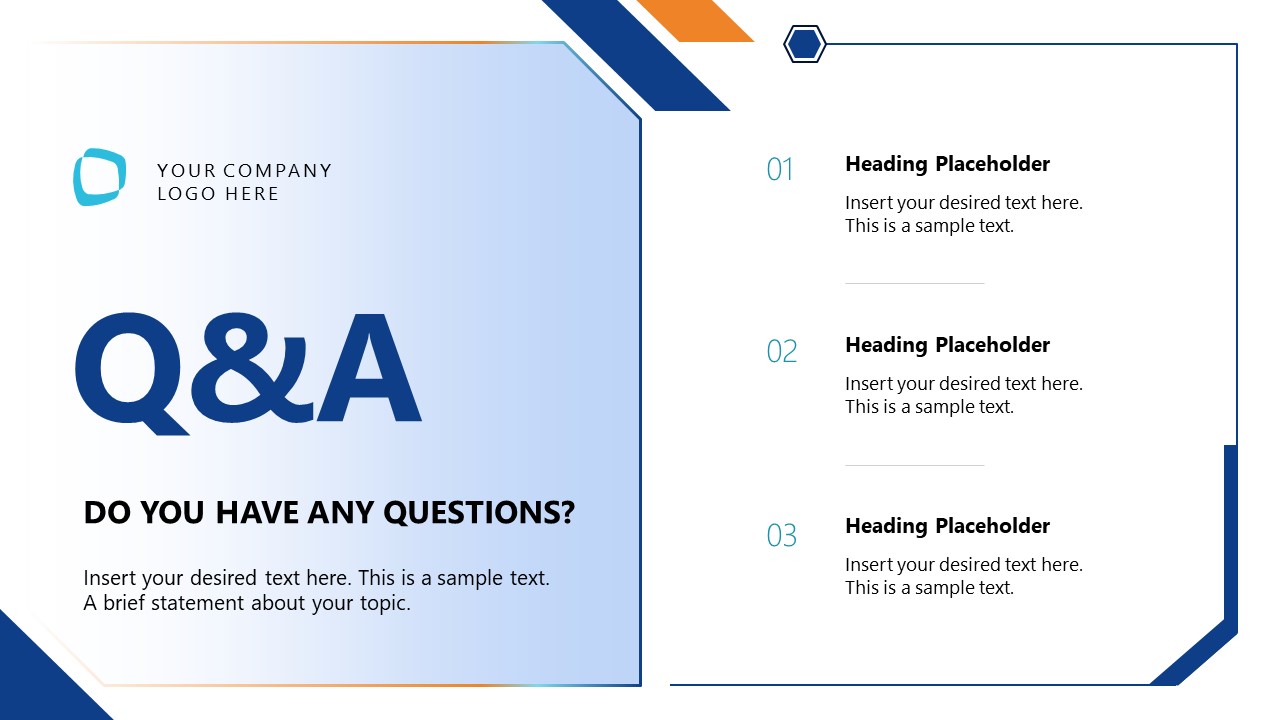 YOUR COMPANY
LOGO HERE
Q&A
DO YOU HAVE ANY QUESTIONS?
Insert your desired text here. This is a sample text.
A brief statement about your topic.
01
Heading Placeholder
Insert your desired text here.
This is a sample text.
02
Heading Placeholder
Insert your desired text here.
This is a sample text.
03
Heading Placeholder
Insert your desired text here.
This is a sample text.